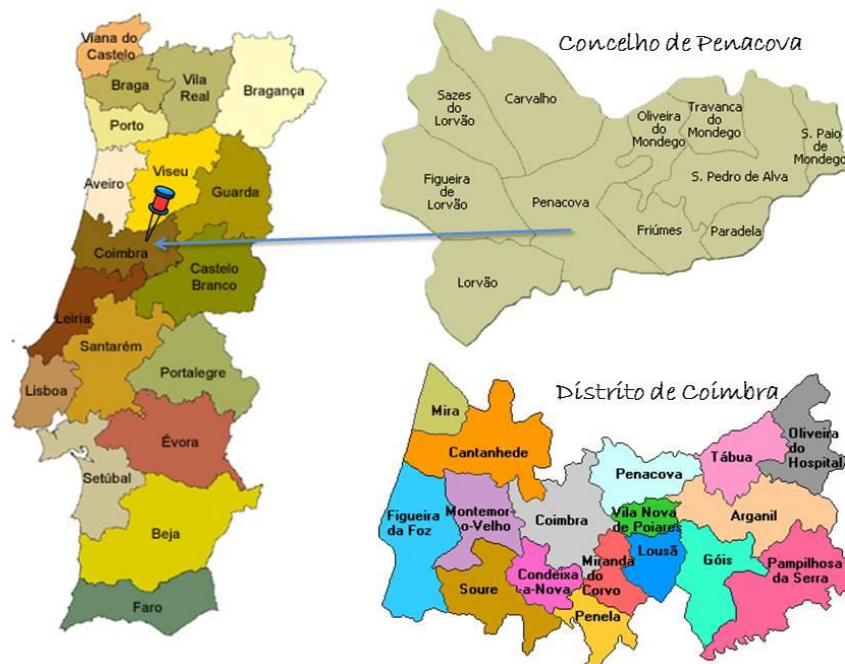 Viana do
Castelo
Braga
Vila
Real
Bragança
Porto
Aveiro
Viseu
Guarda
Coimbra
Castelo
Branco
Leiria
Santarém
Lisboa
Portalegre
Évora
Setúbal
Beja
Faro
Concelho de Penacova
Sazes
do
Lorvão
Carvalho
Oliveira
do
Mondego
Travanca
do
Mondego
S. Paio
de
Mondego
Figueira
de
Lorvão
Penacova
S. Pedro de Alva
Friúmes
Paradela
Lorvão
Distrito de Coimbra
Mira
Cantanhede
Penacova
Tábua
Oliveira
do
Hospital
Figueira
da Foz
Montemor-
o-Velho
Coimbra
Vila Nova
de Poiares
Arganil
Soure
Condeixa
-a-Nova
Miranda
do
Corvo
Lousã
Góis
Pampilhosa
da Serra
Penela